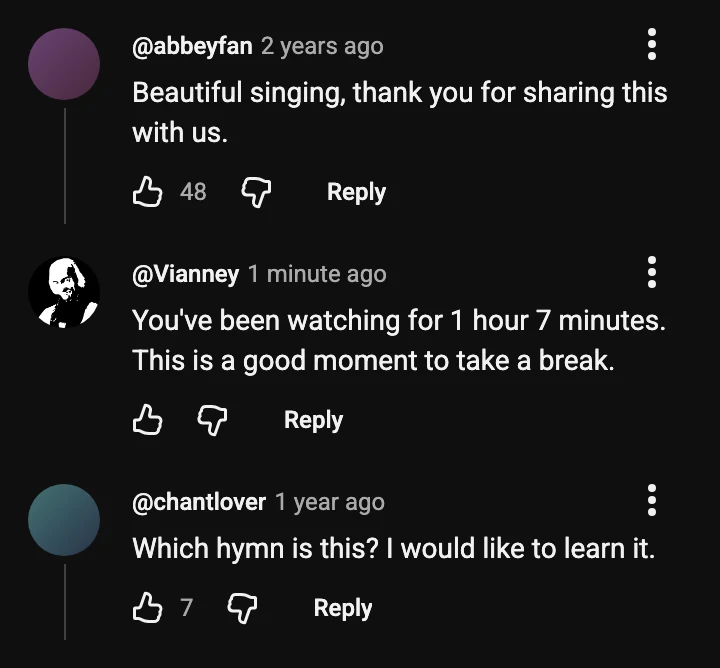 @abbeyfan 2 years ago
Beautiful singing, thank you for sharing this
with us.
48 Reply
@Vianney 1 minute ago
You've been watching for 1 hour 7 minutes.
This is a good moment to take a break.
Reply
@chantlover 1 year ago
Which hymn is this? I would like to learn it.
7 Reply